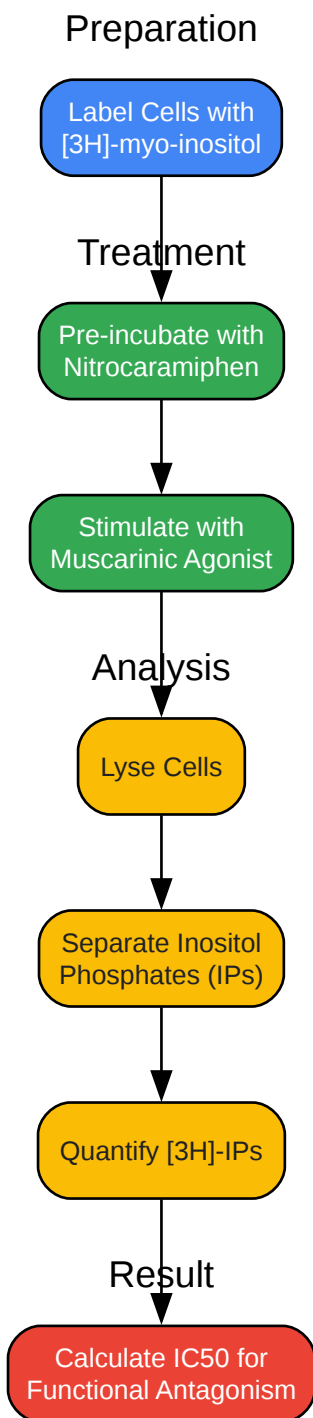 Preparation
Label Cells with
[3H]-myo-inositol
Treatment
Pre-incubate with
Nitrocaramiphen
Stimulate with
Muscarinic Agonist
Analysis
Lyse Cells
Separate Inositol
Phosphates (IPs)
Quantify [3H]-IPs
Result
Calculate IC50 for
Functional Antagonism